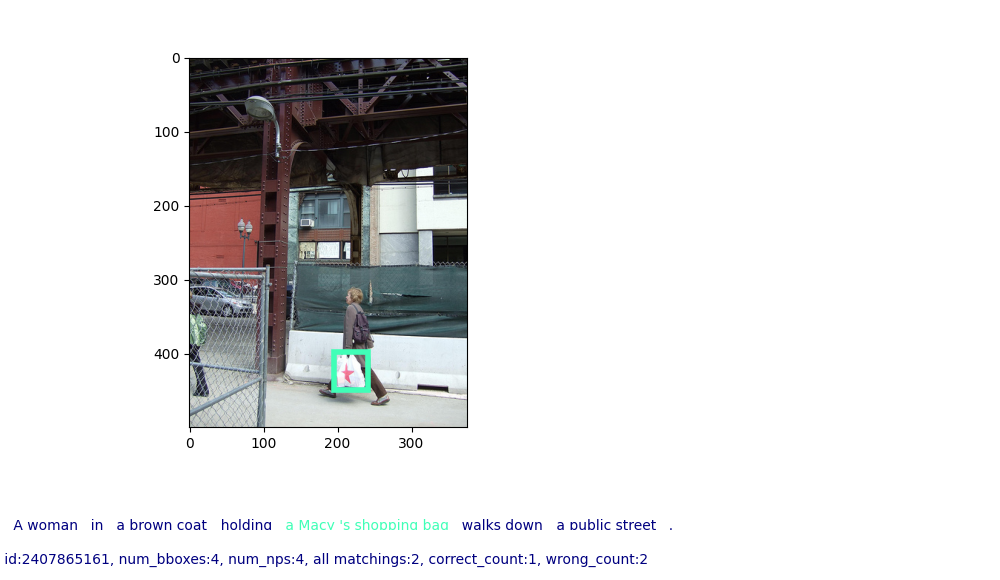 0
100
200
300
400
0 100 200 300
A woman in a brown coat holding a Macy 's shopping bag walks down a public street .
id:2407865161, num_bboxes:4, num_nps:4, all matchings:2, correct_count:1, wrong_count:2